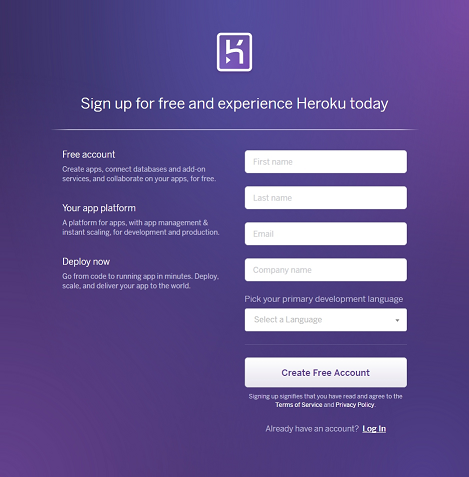 Sign up for free and experience Heroku today
Free account
Create apps, connect databases and add-on
services, and collaborate on your apps, for free.
Your app platform
A platform for apps, with app management &
instant scaling, for development and production.
Deploy now
Go from code to running app in minutes. Deploy,
scale, and deliver your app to the world.
First name
Last name
Email
Company name
Pick your primary development language
Select a Language
Create Free Account
Signing up signifies that you have read and agree to the
Terms of Service and Privacy Policy.
Already have an account? Log In